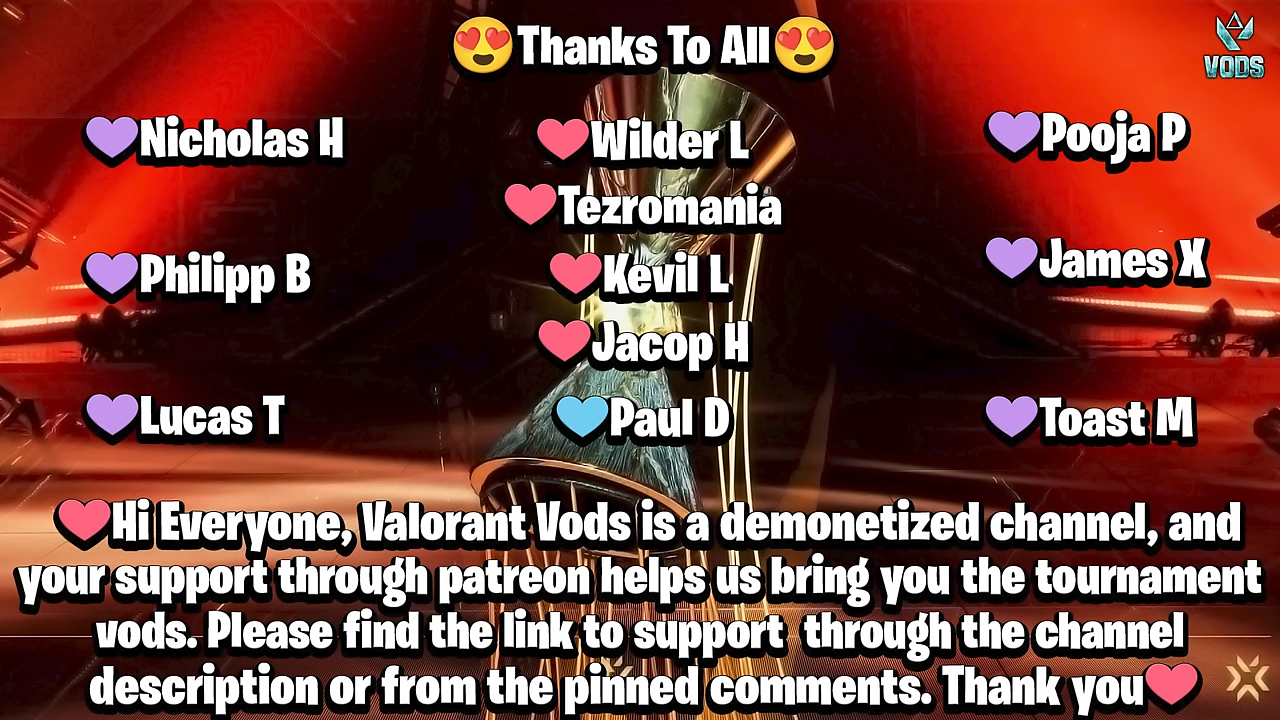 😍Thanks To All😍
VODS
💜Nicholas H
❤️Wilder L
💜Pooja P
❤️Tezromania
💜Philipp B
❤️Kevil L
💜James X
❤️Jacop H
💜Lucas T
💙Paul D
💜Toast M
❤️Hi Everyone, Valorant Vods is a demonetized channel, and
your support through patreon helps us bring you the tournament
vods. Please find the link to support through the channel
description or from the pinned comments. Thank you❤️